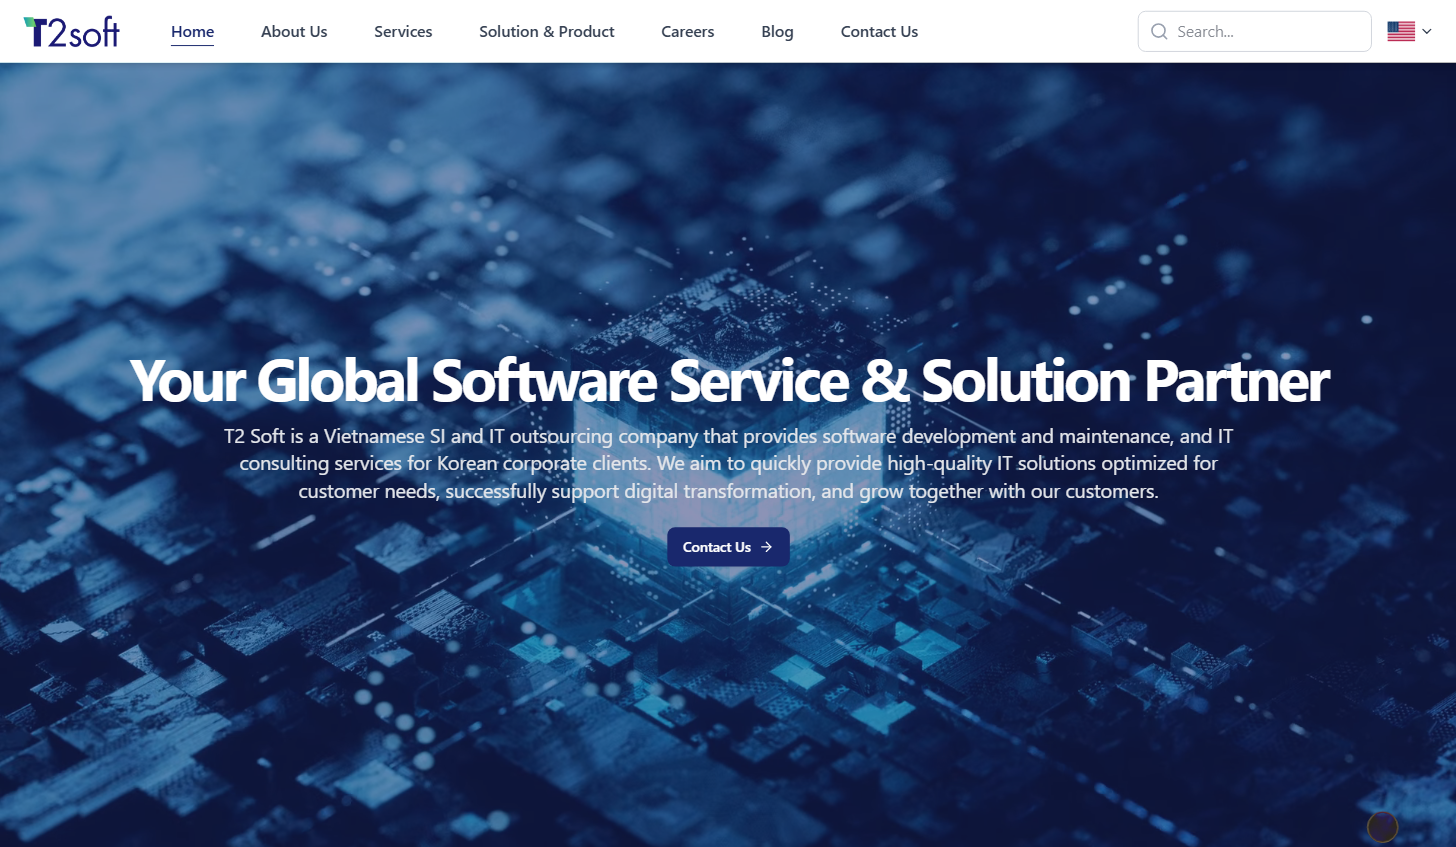 T2soft
Home
About Us
Services
Solution & Product
Careers
Blog
Contact Us
Search...
Your Global Software Service & Solution Partner
T2 Soft is a Vietnamese SI and IT outsourcing company that provides software development and maintenance, and IT
consulting services for Korean corporate clients. We aim to quickly provide high-quality IT solutions optimized for
customer needs, successfully support digital transformation, and grow together with our customers.
Contact Us